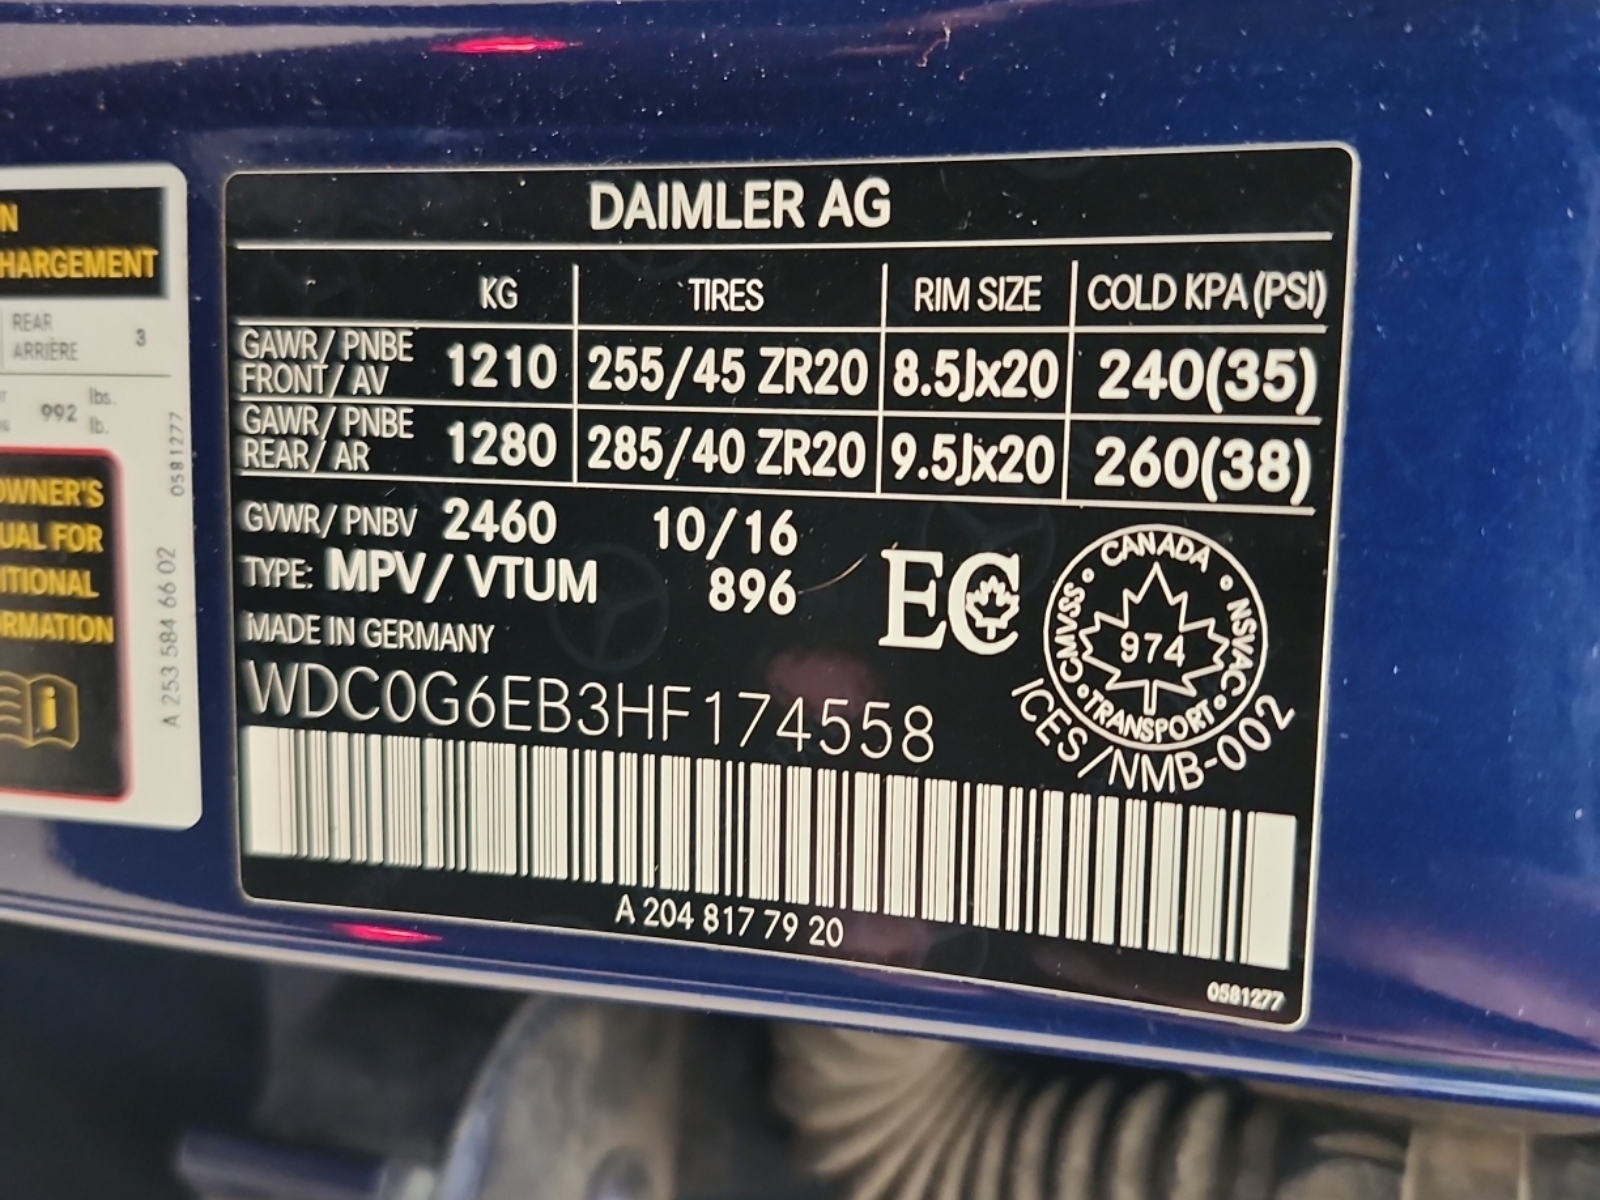 N
HARGEMENT
REAR
ARRIÈRE
3
992 lbs.
lb.
0581277
OWNER'S
UAL FOR
ITIONAL
RMATION
A 253 584 66 02
DAIMLER AG
KG TIRES RIM SIZE COLD KPA (PSI)
GAWR/ PNBE
FRONT/ AV 1210 255/45 ZR20 8.5Jx20 240(35)
GAWR/ PNBE
REAR/ AR 1280 285/40 ZR20 9.5Jx20 260(38)
GVWR/ PNBV 2460 10/16
TYPE: MPV/ VTUM 896
MADE IN GERMANY
WDC0G6EB3HF174558
EC
CANADA
CMVSS
NSVAC
974
TRANSPORT
ICES/NMB-002
A 204 817 79 20
0581277